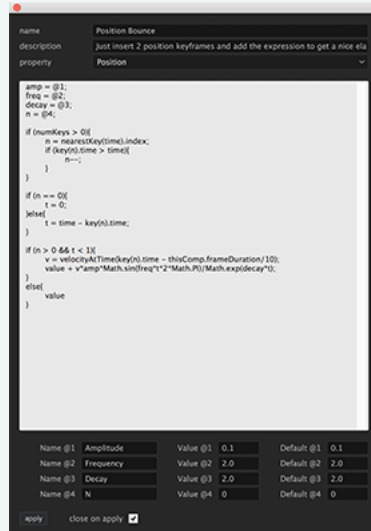 name Position Bounce
description Just insert 2 position keyframes and add the expression to get a nice ela
property Position
amp = @1;
freq = @2;
decay = @3;
n = @4;
if (numKeys > 0){
n = nearestKey(time).index;
if (key(n).time > time){
n--;
}
}
if (n == 0){
t = 0;
}else{
t = time - key(n).time;
}
if (n > 0 && t < 1){
v = velocityAtTime(key(n).time - thisComp.frameDuration/10);
value + v*amp*Math.sin(freq*t*2*Math.PI)/Math.exp(decay*t);
}
else{
value
}
Name @1 Amplitude Value @1 0.1 Default @1 0.1
Name @2 Frequency Value @2 2.0 Default @2 2.0
Name @3 Decay Value @3 2.0 Default @3 2.0
Name @4 N Value @4 0 Default @4 0
apply close on apply